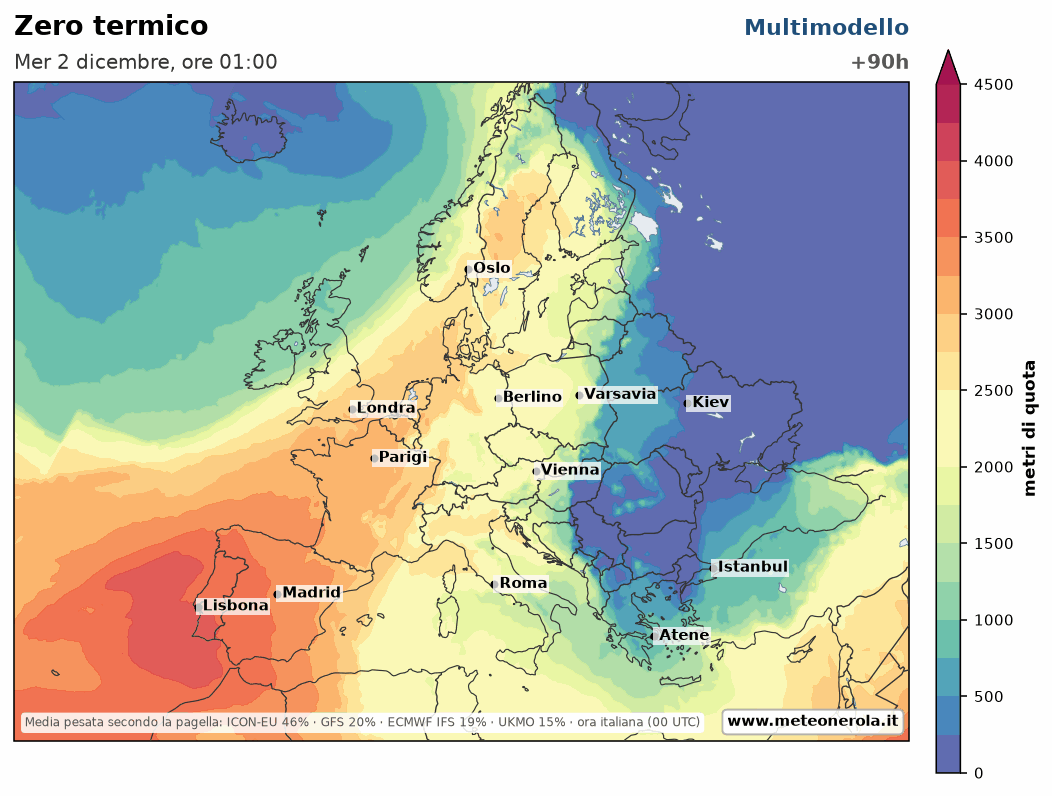 Zero termico
Multimodello
Mer 2 dicembre, ore 01:00
+90h
Oslo
Londra
Berlino
Varsavia
Kiev
Parigi
Vienna
Istanbul
Roma
Madrid
Lisbona
Atene
Media pesata secondo la pagella: ICON-EU 46% · GFS 20% · ECMWF IFS 19% · UKMO 15% · ora italiana (00 UTC)
www.meteonerola.it
4500
4000
3500
3000
2500
2000
1500
1000
500
0
metri di quota